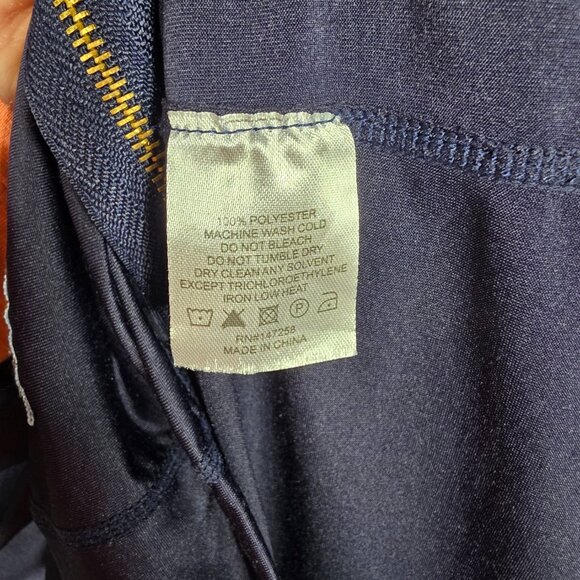 100% POLYESTER
MACHINE WASH COLD
DO NOT BLEACH
DO NOT TUMBLE DRY
DRY CLEAN ANY SOLVENT
EXCEPT TRICHLOROETHYLENE
IRON LOW HEAT
P
RN#147258
MADE IN CHINA